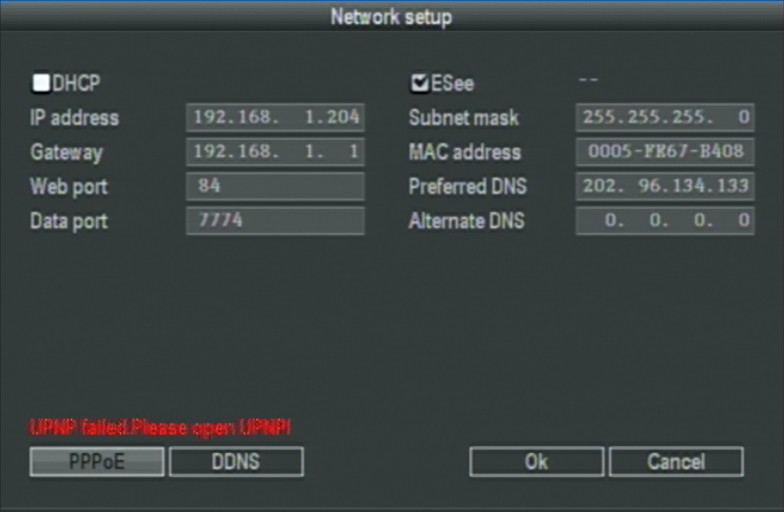 Network setup
DHCP ESee --
IP address 192.168. 1.204 Subnet mask 255.255.255. 0
Gateway 192.168. 1. 1 MAC address 0005-FE67-B408
Web port 84 Preferred DNS 202. 96.134.133
Data port 7774 Alternate DNS 0. 0. 0. 0
UPNP failed.Please open UPNP!
PPPoE DDNS Ok Cancel